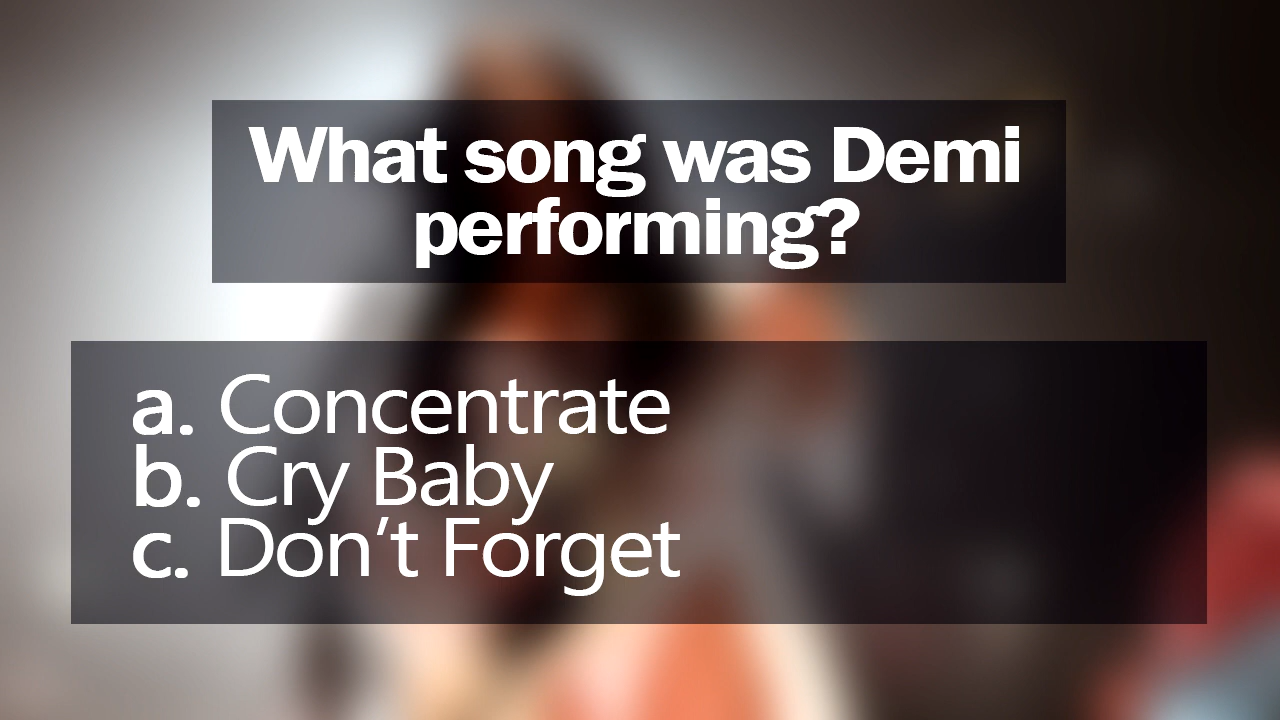 What song was Demi
performing?
a. Concentrate
b. Cry Baby
c. Don’t Forget